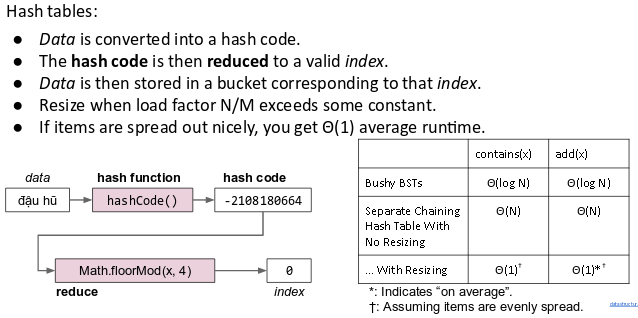 Hash tables:
● Data is converted into a hash code.
● The hash code is then reduced to a valid index.
● Data is then stored in a bucket corresponding to that index.
● Resize when load factor N/M exceeds some constant.
● If items are spread out nicely, you get Θ(1) average runtime.
data
hash function
hash code
đậu hũ
hashCode()
-2108180664
Math.floorMod(x, 4)
0
reduce
index
contains(x)
add(x)
Bushy BSTs
Θ(log N)
Θ(log N)
Separate Chaining
Hash Table With
No Resizing
Θ(N)
Θ(N)
... With Resizing
Θ(1)†
Θ(1)*†
*: Indicates “on average”.
†: Assuming items are evenly spread.